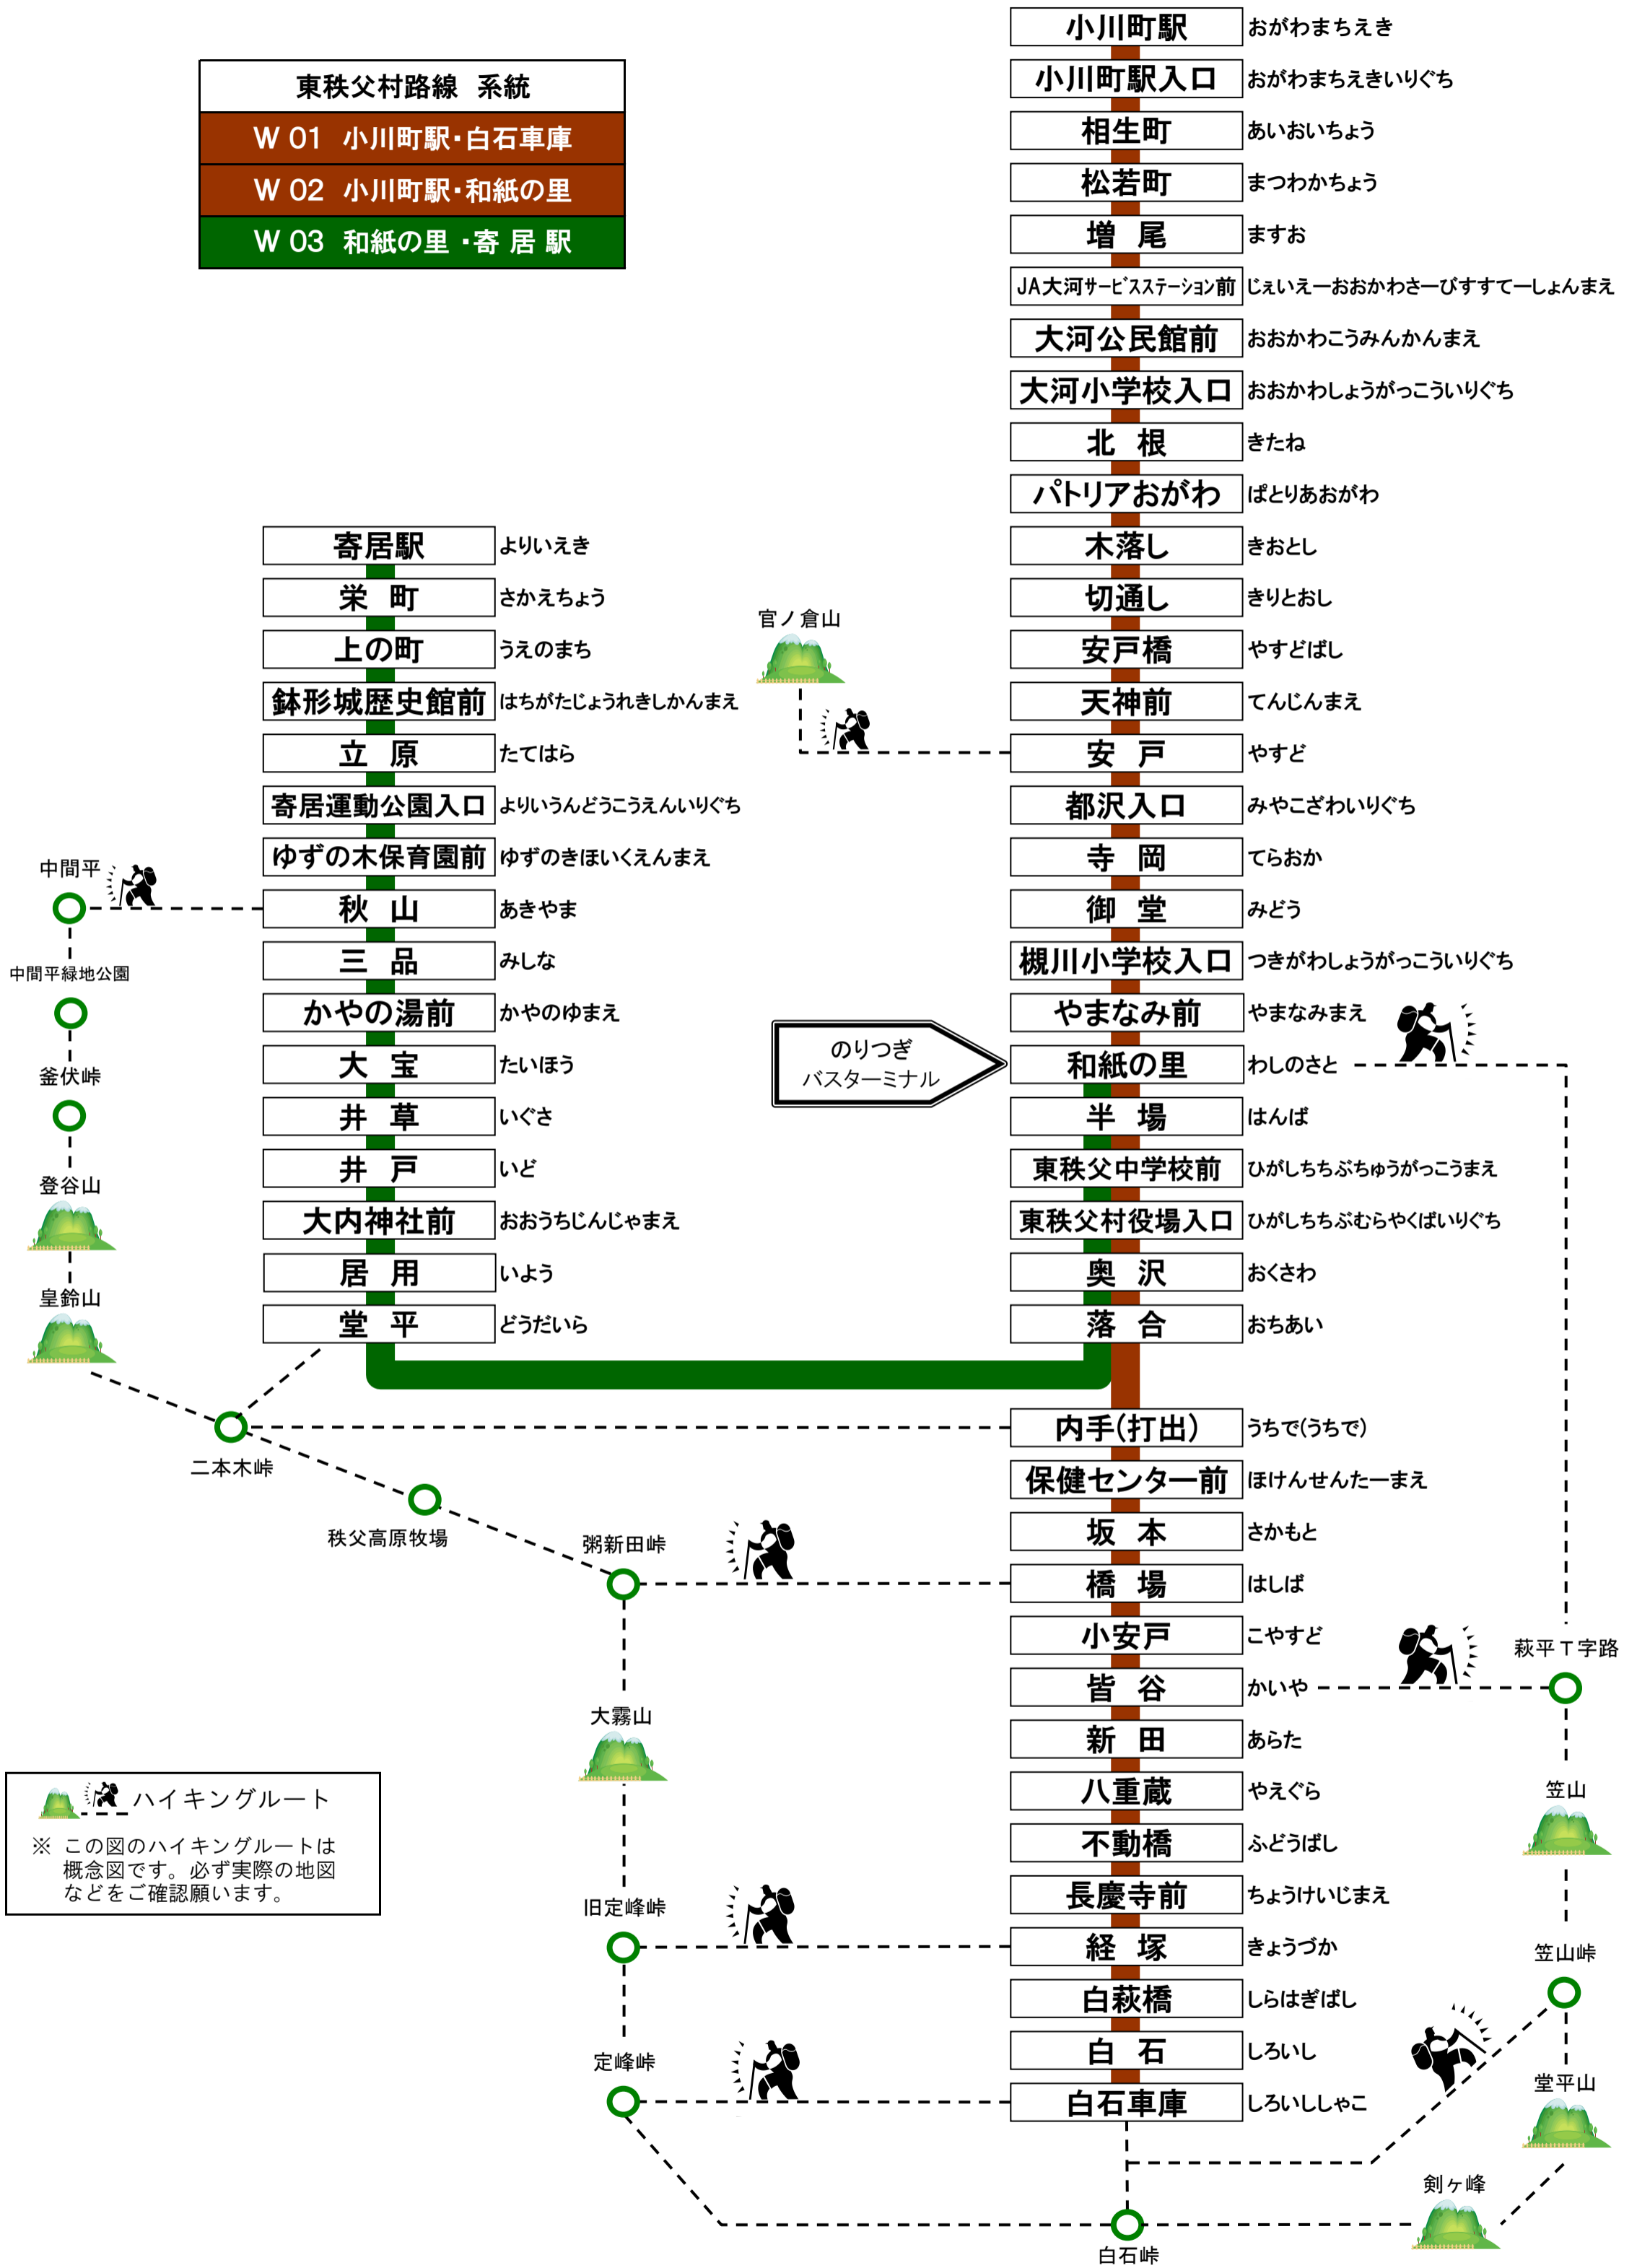 東秩父村路線 系統
W 01 小川町駅・白石車庫
W 02 小川町駅・和紙の里
W 03 和紙の里・寄居駅
小川町駅 おがわまちえき
小川町駅入口 おがわまちえきいりぐち
相生町 あいおいちょう
松若町 まつわかちょう
増尾 ますお
JA大河サービスステーション前 じぇいえーおおかわさーびすすてーしょんまえ
大河公民館前 おおかわこうみんかんまえ
大河小学校入口 おおかわしょうがっこういりぐち
北根 きたね
パトリアおがわ ぱとりあおがわ
木落し きおとし
切通し きりとおし
安戸橋 やすどばし
天神前 てんじんまえ
安戸 やすど
都沢入口 みやこざわいりぐち
寺岡 てらおか
御堂 みどう
槻川小学校入口 つきがわしょうがっこういりぐち
やまなみ前 やまなみまえ
和紙の里 わしのさと
半場 はんば
東秩父中学校前 ひがしちちぶちゅうがっこうまえ
東秩父村役場入口 ひがしちちぶむらやくばいりぐち
奥沢 おくさわ
落合 おちあい
内手(打出) うちで(うちで)
保健センター前 ほけんせんたーまえ
坂本 さかもと
橋場 はしば
小安戸 こやすど
皆谷 かいや
新田 あらた
八重蔵 やえぐら
不動橋 ふどうばし
長慶寺前 ちょうけいじまえ
経塚 きょうづか
白萩橋 しらはぎばし
白石 しろいし
白石車庫 しろいししゃこ
寄居駅 よりいえき
栄町 さかえちょう
上の町 うえのまち
鉢形城歴史館前 はちがたじょうれきしかんまえ
立原 たてはら
寄居運動公園入口 よりいうんどうこうえんいりぐち
ゆずの木保育園前 ゆずのきほいくえんまえ
秋山 あきやま
三品 みしな
かやの湯前 かやのゆまえ
大宝 たいほう
井草 いぐさ
井戸 いど
大内神社前 おおうちじんじゃまえ
居用 いよう
堂平 どうだいら
官ノ倉山
のりつぎ
バスターミナル
中間平
中間平緑地公園
釜伏峠
登谷山
皇鈴山
二本木峠
秩父高原牧場
粥新田峠
大霧山
旧定峰峠
定峰峠
萩平T字路
笠山
笠山峠
堂平山
剣ヶ峰
白石峠
ハイキングルート
※ この図のハイキングルートは
概念図です。必ず実際の地図
などをご確認願います。